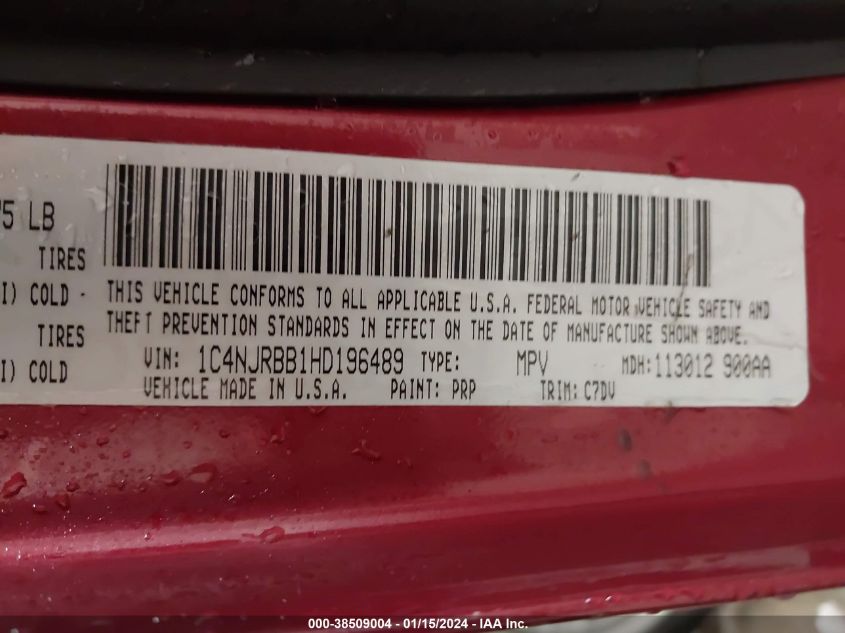 75 LB
TIRES
I) COLD -
TIRES
I) COLD
THIS VEHICLE CONFORMS TO ALL APPLICABLE U.S.A. FEDERAL MOTOR VEHICLE SAFETY AND
THEFT PREVENTION STANDARDS IN EFFECT ON THE DATE OF MANUFACTURE SHOWN ABOVE.
VIN: 1C4NJRBB1HD196489 TYPE: MPV MDH:113012 900AA
VEHICLE MADE IN U.S.A. PAINT: PRP TRIM: C7DV
000-38509004 - 01/15/2024 - IAA Inc.